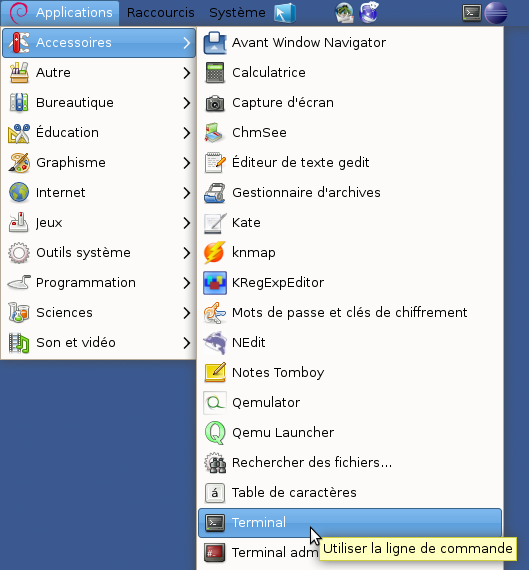 Applications Raccourcis Système
Accessoires
Autre
Bureautique
Éducation
Graphisme
Internet
Jeux
Outils système
Programmation
Sciences
Son et vidéo
Avant Window Navigator
Calculatrice
Capture d'écran
ChmSee
Éditeur de texte gedit
Gestionnaire d'archives
Kate
knmap
KRegExpEditor
Mots de passe et clés de chiffrement
NEdit
Notes Tomboy
Qemulator
Qemu Launcher
Rechercher des fichiers...
Table de caractères
Terminal
Terminal adm
Utiliser la ligne de commande